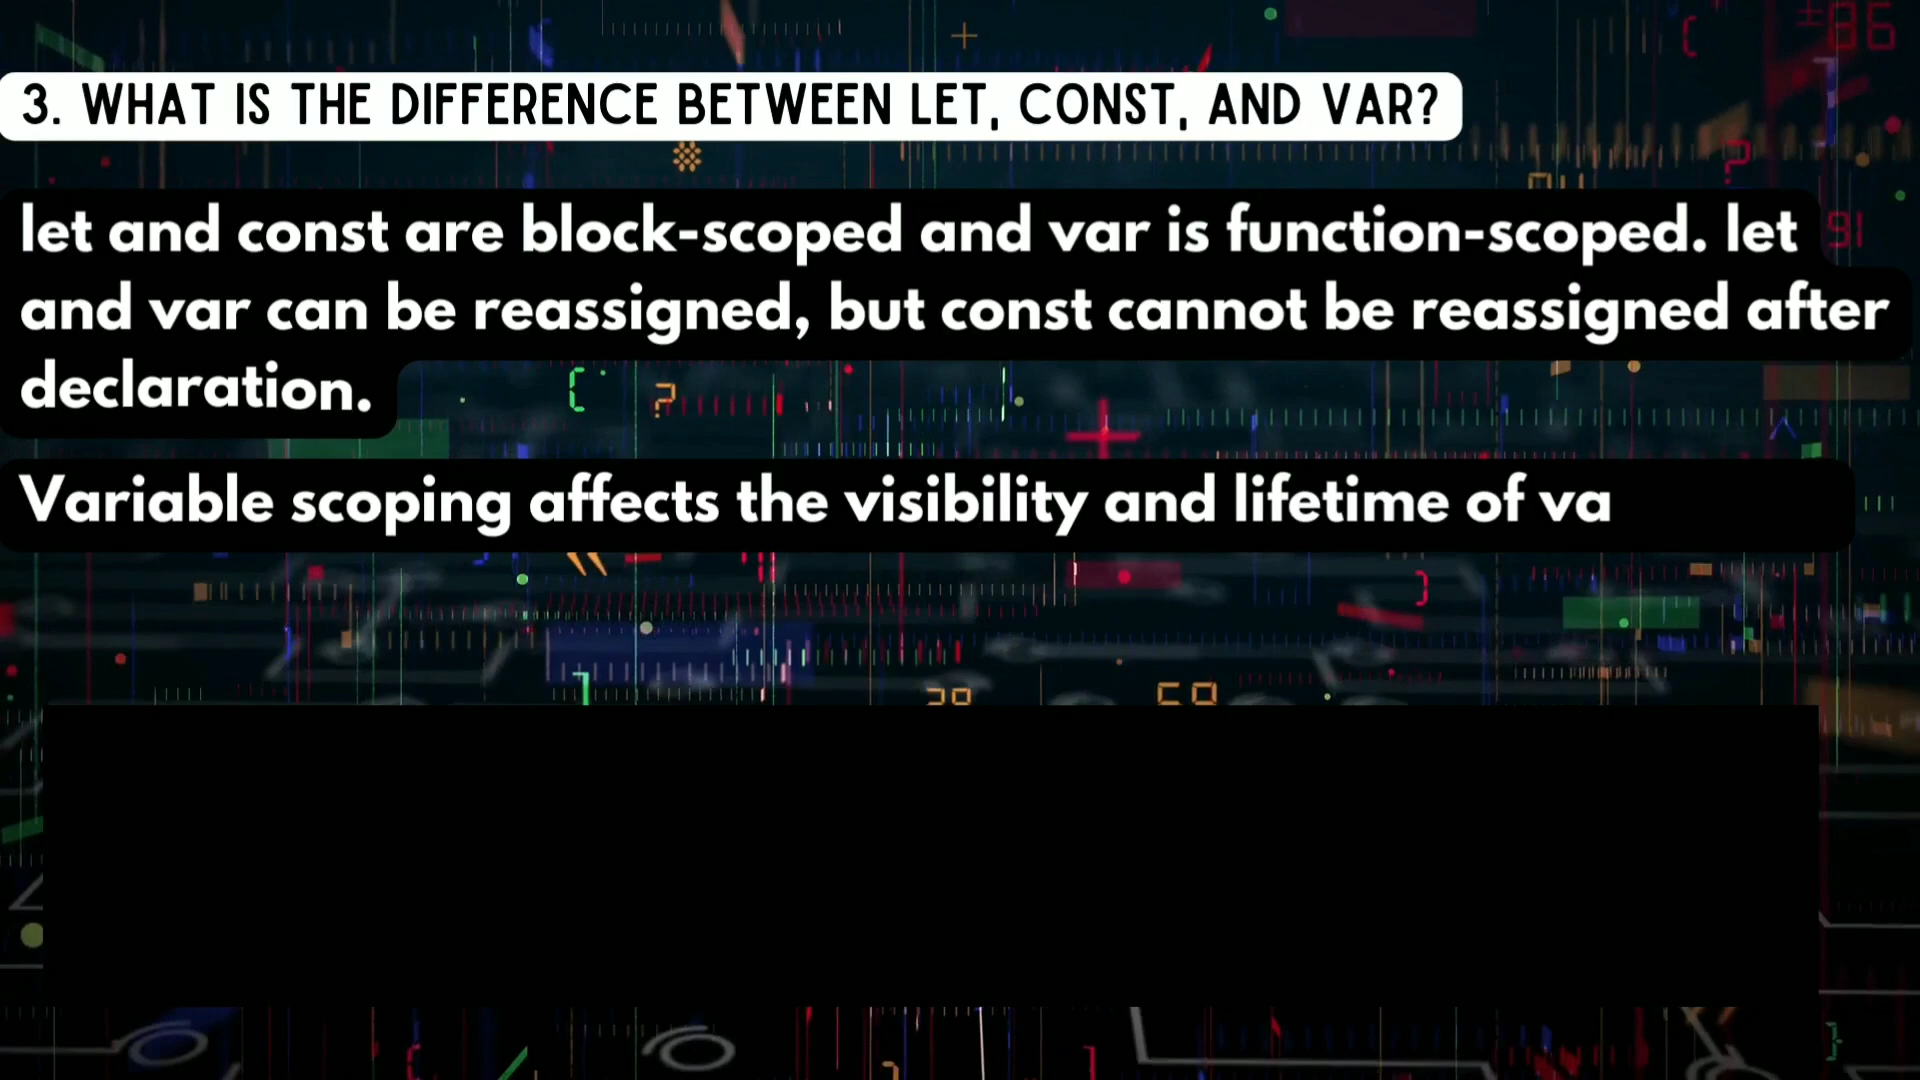 3. WHAT IS THE DIFFERENCE BETWEEN LET, CONST, AND VAR?
let and const are block-scoped and var is function-scoped. let
and var can be reassigned, but const cannot be reassigned after
declaration.
Variable scoping affects the visibility and lifetime of va